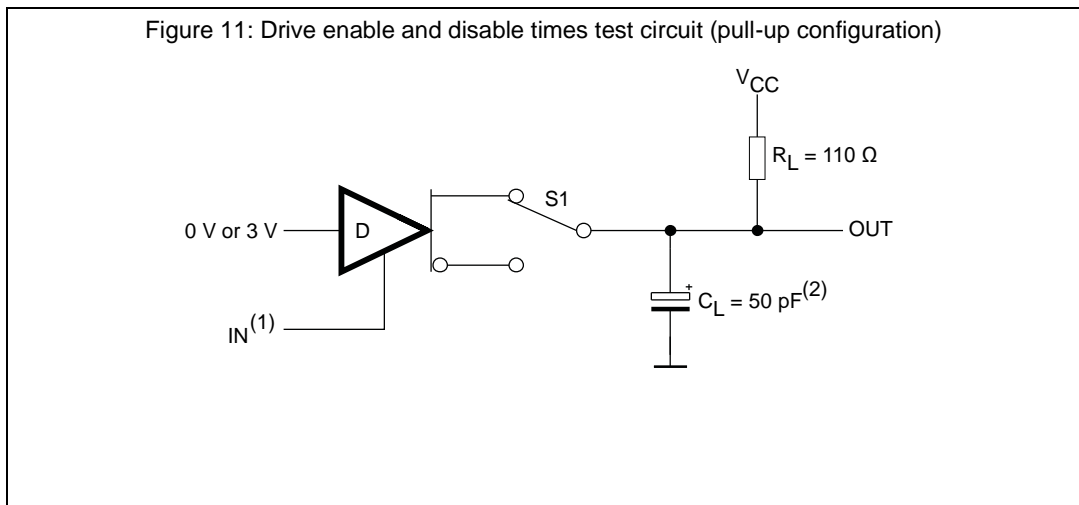 Figure 11: Drive enable and disable times test circuit (pull-up configuration)
VCC
RL = 110 Ω
S1
0 V or 3 V
D
OUT
+
CL = 50 pF(2)
IN(1)